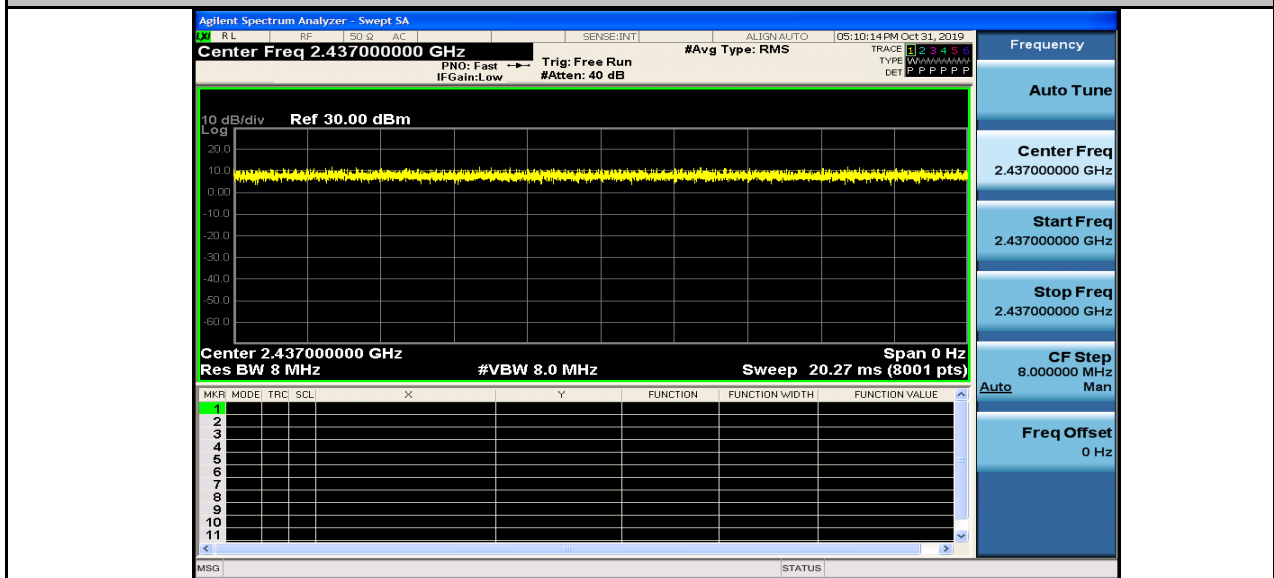 Agilent Spectrum Analyzer - Swept SA
LXI RL RF 50 Ω AC SENSE:INT ALIGN AUTO 05:10:14 PM Oct 31, 2019
Center Freq 2.437000000 GHz
PNO: Fast
IFGain:Low
Trig: Free Run
#Atten: 40 dB
#Avg Type: RMS
TRACE 1 2 3 4 5 6
TYPE
DET P P P P P P
10 dB/div Ref 30.00 dBm
Log
20.0
10.0
0.00
-10.0
-20.0
-30.0
-40.0
-50.0
-60.0
Center 2.437000000 GHz Span 0 Hz
Res BW 8 MHz #VBW 8.0 MHz Sweep 20.27 ms (8001 pts)
MKR MODE TRC SCL X Y FUNCTION FUNCTION WIDTH FUNCTION VALUE
1
2
3
4
5
6
7
8
9
10
11
MSG STATUS
Frequency
Auto Tune
Center Freq
2.437000000 GHz
Start Freq
2.437000000 GHz
Stop Freq
2.437000000 GHz
CF Step
8.000000 MHz
Auto Man
Freq Offset
0 Hz